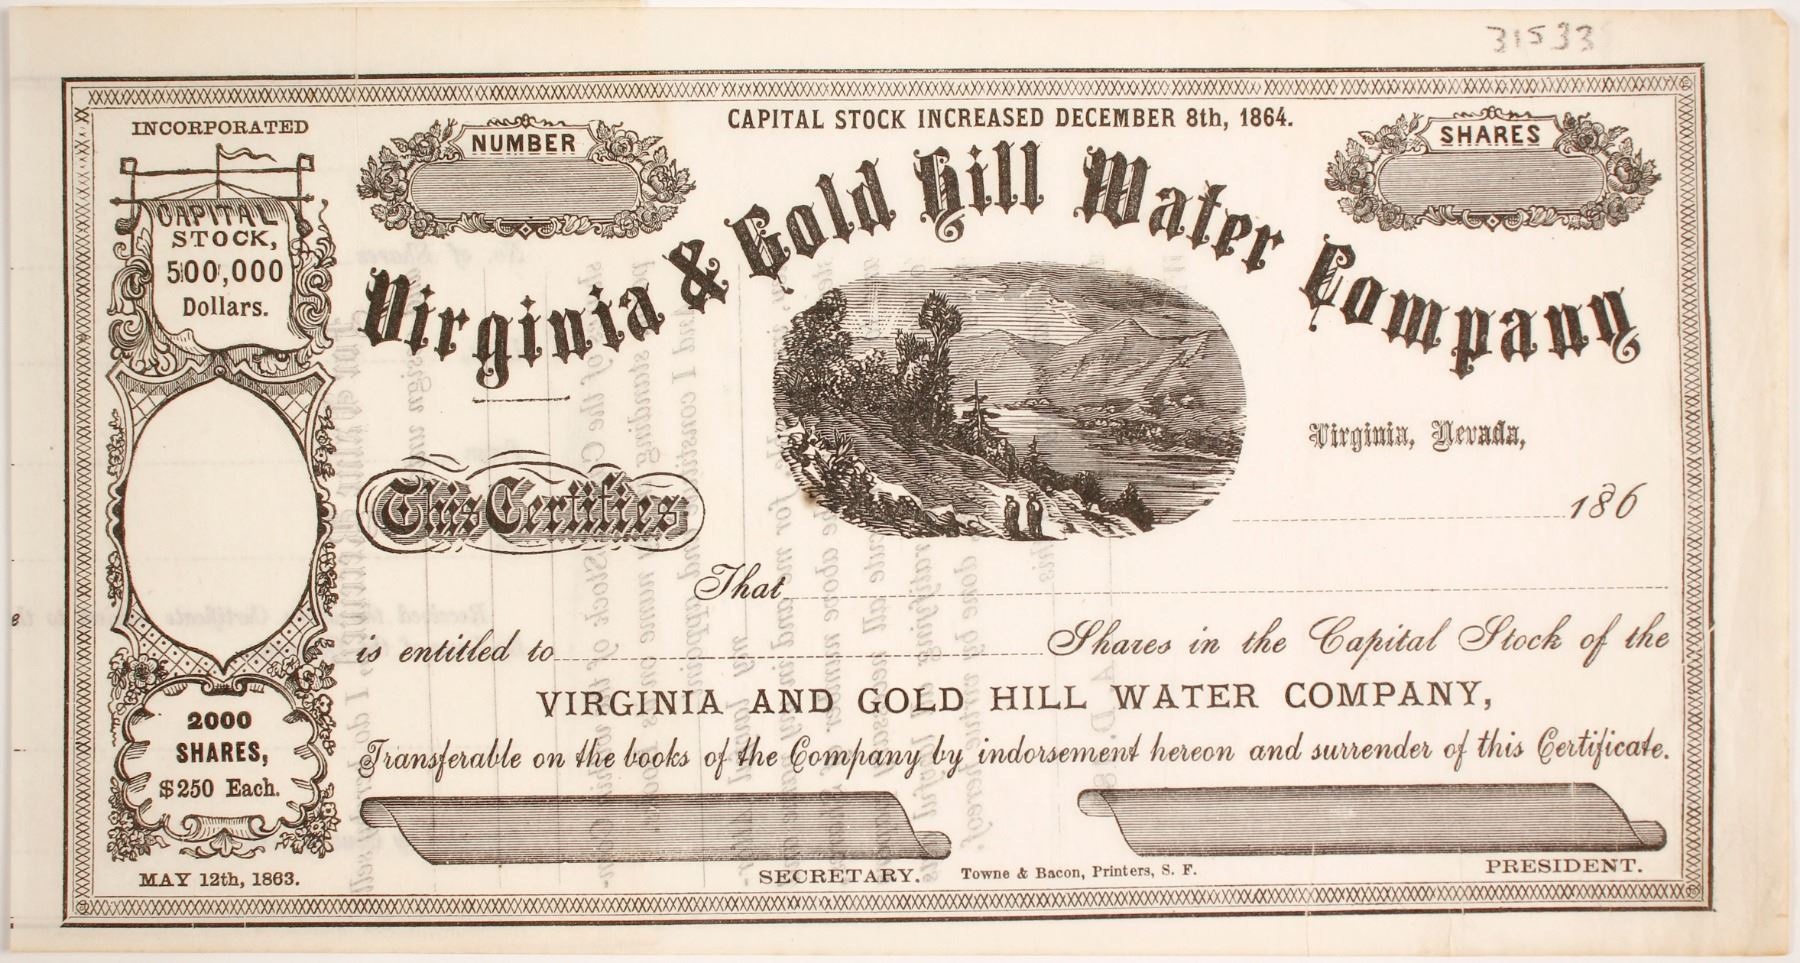 31533
INCORPORATED
CAPITAL
STOCK,
500,000
Dollars.
NUMBER
CAPITAL STOCK INCREASED DECEMBER 8th, 1864.
SHARES
Virginia & Gold Hill Water Company
Virginia, Nevada,
186
This Certifies
That
is entitled to Shares in the Capital Stock of the
VIRGINIA AND GOLD HILL WATER COMPANY,
Transferable on the books of the Company by indorsement hereon and surrender of this Certificate.
2000
SHARES,
$250 Each.
MAY 12th, 1863.
SECRETARY.
Towne & Bacon, Printers, S. F.
PRESIDENT.